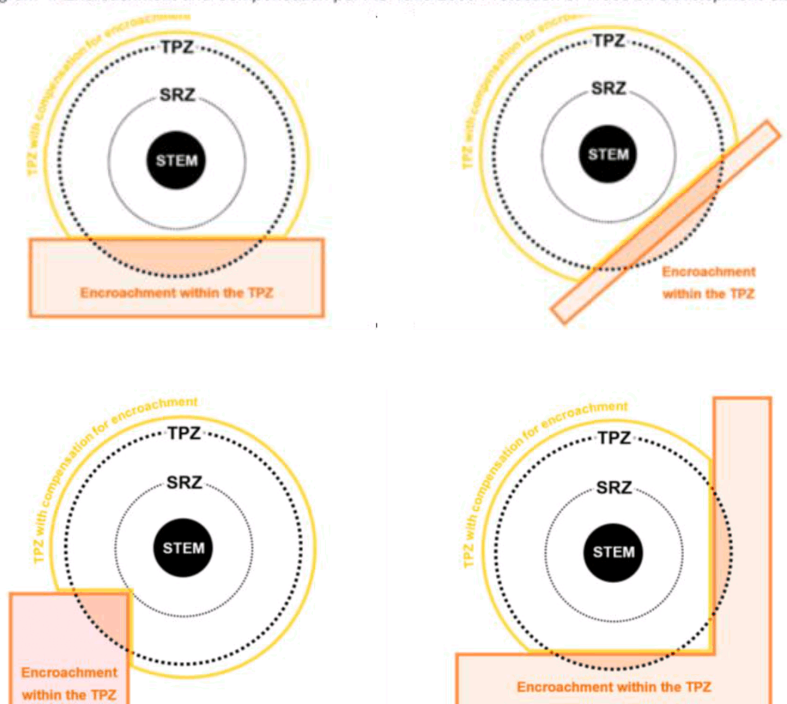 TPZ with compensation for encroachment
TPZ
SRZ
STEM
Encroachment within the TPZ
TPZ with compensation for
TPZ
SRZ
STEM
Encroachment
within the TPZ
TPZ with compensation for encroachment
TPZ
SRZ
STEM
Encroachment
within the TPZ
TPZ with compensation for encroachment
TPZ
SRZ
STEM
Encroachment within the TPZ